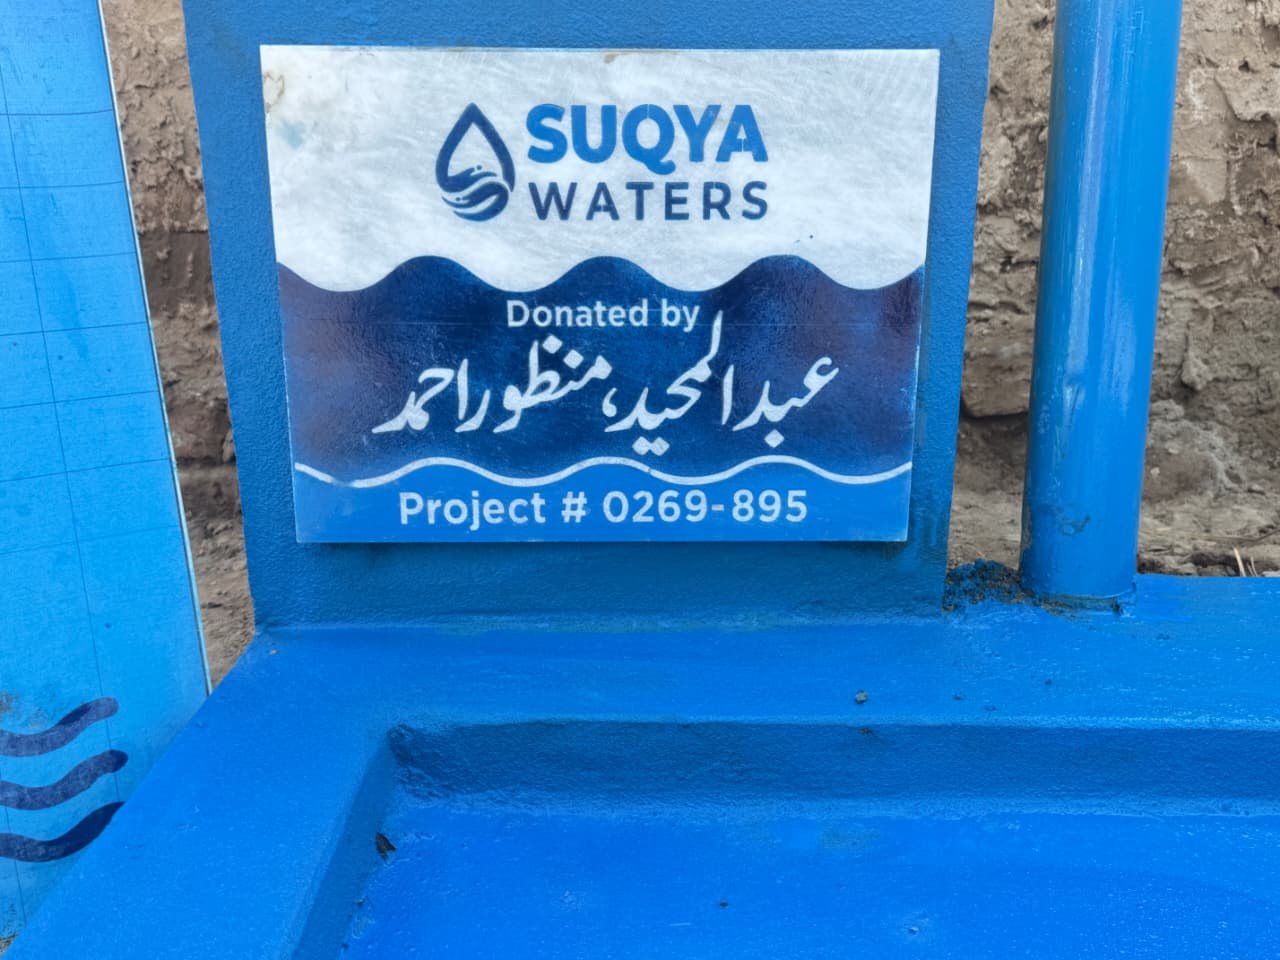 SUQYA
WATERS
Donated by
عبدالمجید، منظور احمد
Project # 0269-895